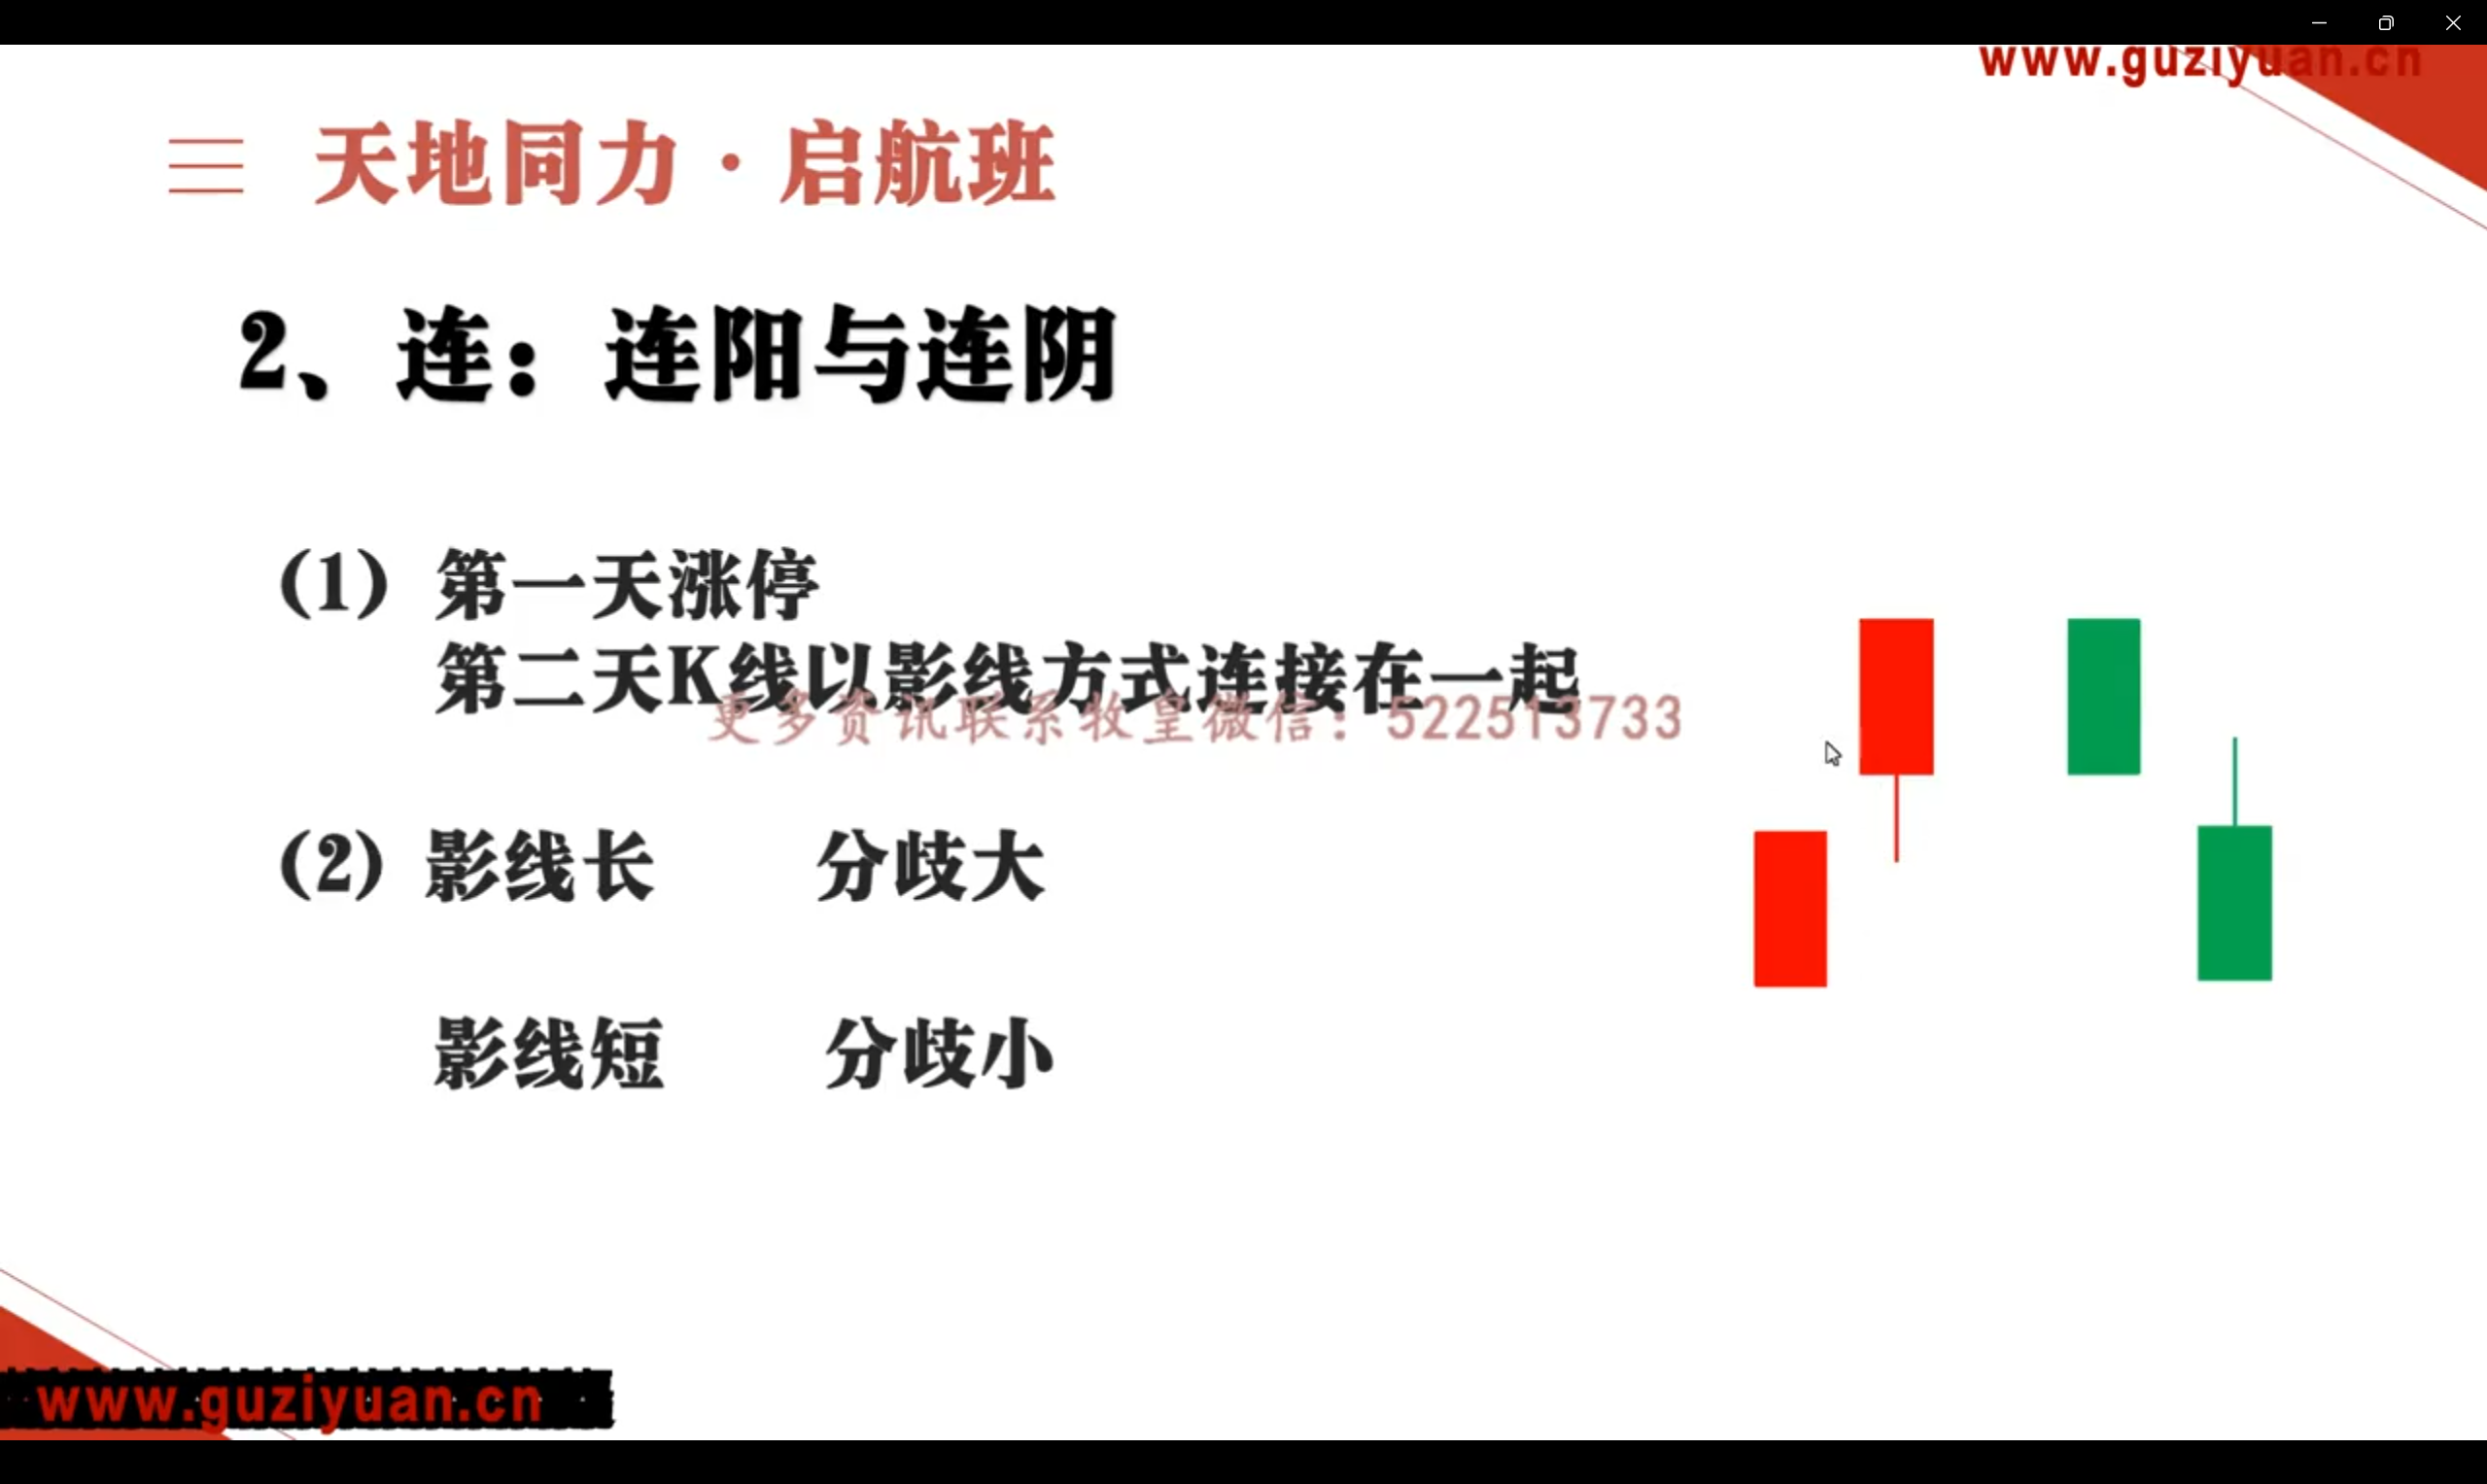 www.guziyuan.cn
天地同力·启航班
2、连：连阳与连阴
(1) 第一天涨停
第二天K线以影线方式连接在一起
更多资讯联系牧皇微信：522513733
(2) 影线长 分歧大
影线短 分歧小
www.guziyuan.cn